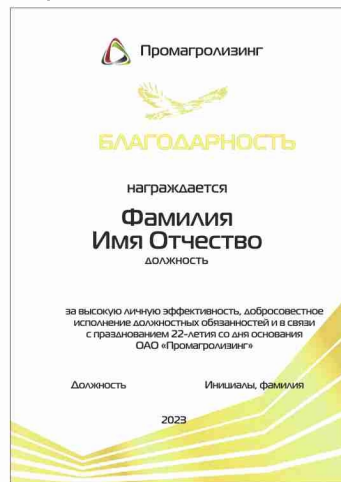 Промагролизинг
БЛАГОДАРНОСТЬ
награждается
Фамилия
Имя Отчество
должность
за высокую личную эффективность, добросовестное
исполнение должностных обязанностей и в связи
с празднованием 22-летия со дня основания
ОАО «Промагролизинг»
Должность Инициалы, фамилия
2023